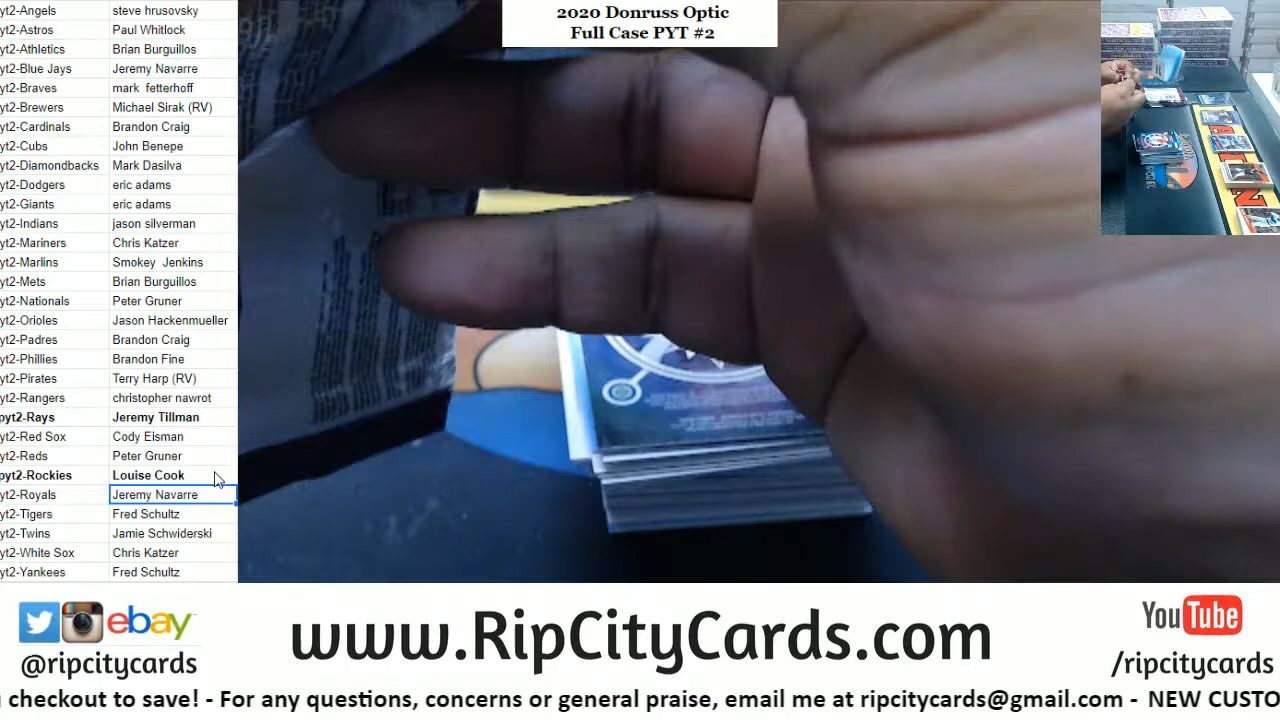 2020 Donruss Optic
Full Case PYT #2
yt2-Angels steve hrusovsky
yt2-Astros Paul Whitlock
yt2-Athletics Brian Burguillos
yt2-Blue Jays Jeremy Navarre
yt2-Braves mark fetterhoff
yt2-Brewers Michael Sirak (RV)
yt2-Cardinals Brandon Craig
yt2-Cubs John Benepe
yt2-Diamondbacks Mark Dasilva
yt2-Dodgers eric adams
yt2-Giants eric adams
yt2-Indians jason silverman
yt2-Mariners Chris Katzer
yt2-Marlins Smokey Jenkins
yt2-Mets Brian Burguillos
yt2-Nationals Peter Gruner
yt2-Orioles Jason Hackenmueller
yt2-Padres Brandon Craig
yt2-Phillies Brandon Fine
yt2-Pirates Terry Harp (RV)
yt2-Rangers christopher nawrot
pyt2-Rays Jeremy Tillman
yt2-Red Sox Cody Elsman
yt2-Reds Peter Gruner
pyt2-Rockies Louise Cook
yt2-Royals Jeremy Navarre
yt2-Tigers Fred Schultz
yt2-Twins Jamie Schwiderski
yt2-White Sox Chris Katzer
yt2-Yankees Fred Schultz
ebay
@ripcitycards
www.RipCityCards.com
YouTube
/ripcitycards
checkout to save! - For any questions, concerns or general praise, email me at ripcitycards@gmail.com - NEW CUSTO